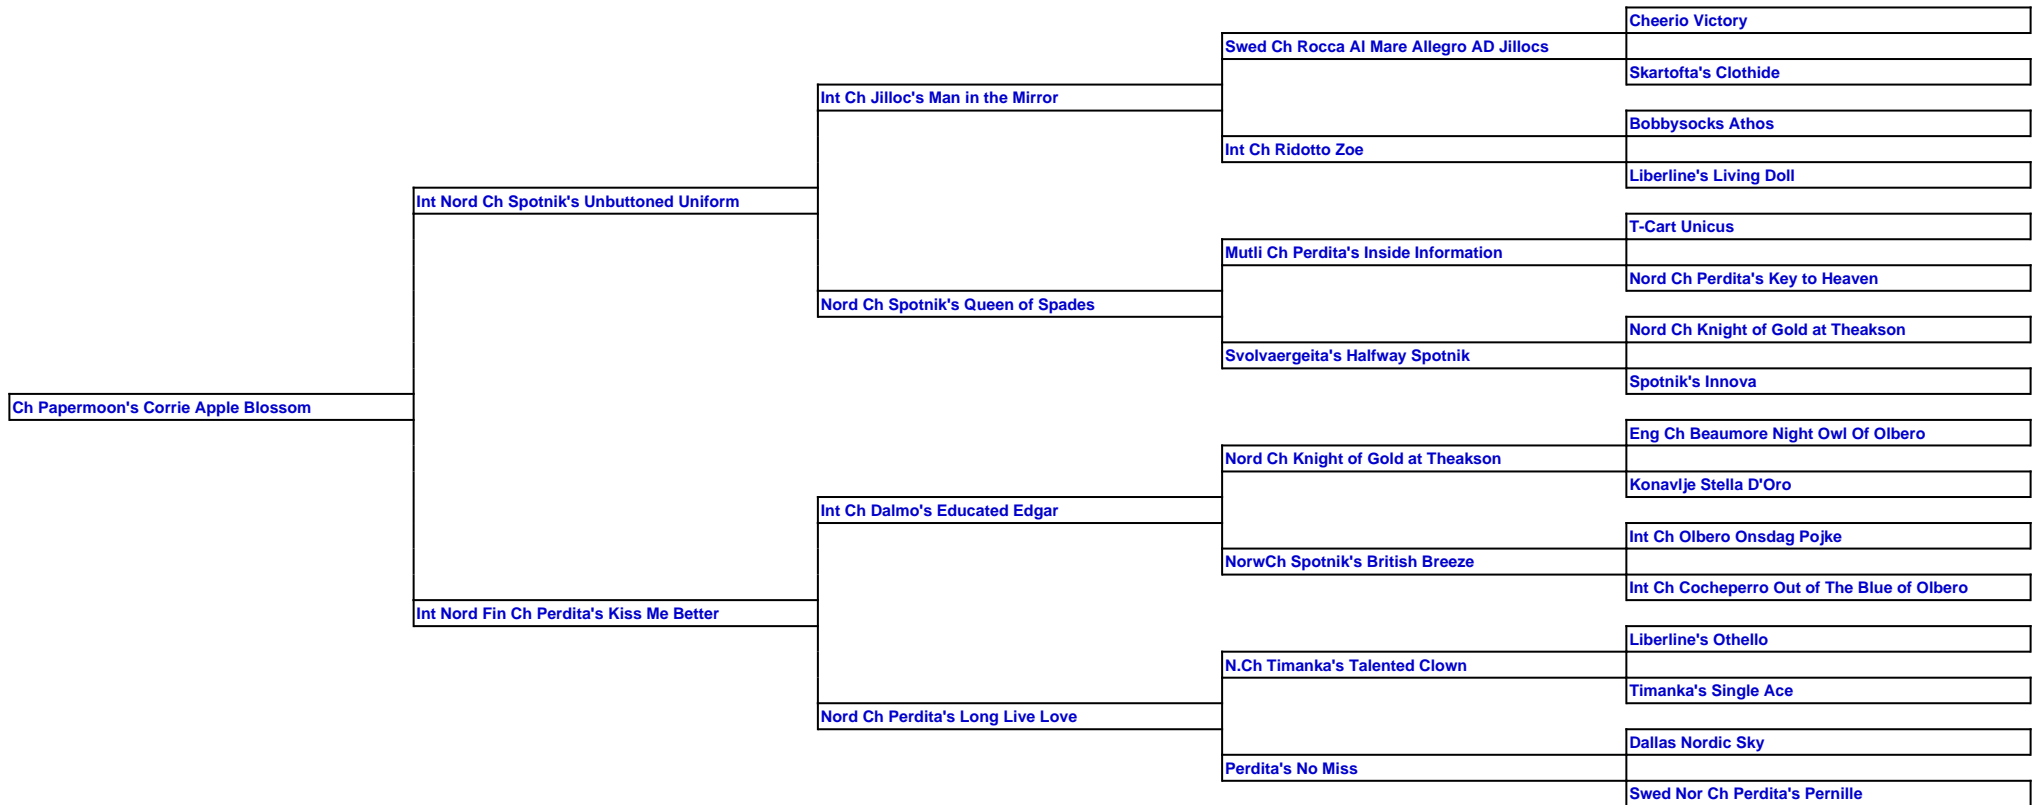 Cheerio Victory
Swed Ch Rocca Al Mare Allegro AD Jillocs
Skartofta's Clothide
Int Ch Jilloc's Man in the Mirror
Bobbysocks Athos
Int Ch Ridotto Zoe
Liberline's Living Doll
Int Nord Ch Spotnik's Unbuttoned Uniform
T-Cart Unicus
Mutli Ch Perdita's Inside Information
Nord Ch Perdita's Key to Heaven
Nord Ch Spotnik's Queen of Spades
Nord Ch Knight of Gold at Theakson
Svolvaergeita's Halfway Spotnik
Spotnik's Innova
Ch Papermoon's Corrie Apple Blossom
Eng Ch Beaumore Night Owl Of Olbero
Nord Ch Knight of Gold at Theakson
Konavlje Stella D'Oro
Int Ch Dalmo's Educated Edgar
Int Ch Olbero Onsdag Pojke
NorwCh Spotnik's British Breeze
Int Ch Cocheperro Out of The Blue of Olbero
Int Nord Fin Ch Perdita's Kiss Me Better
Liberline's Othello
N.Ch Timanka's Talented Clown
Timanka's Single Ace
Nord Ch Perdita's Long Live Love
Dallas Nordic Sky
Perdita's No Miss
Swed Nor Ch Perdita's Pernille